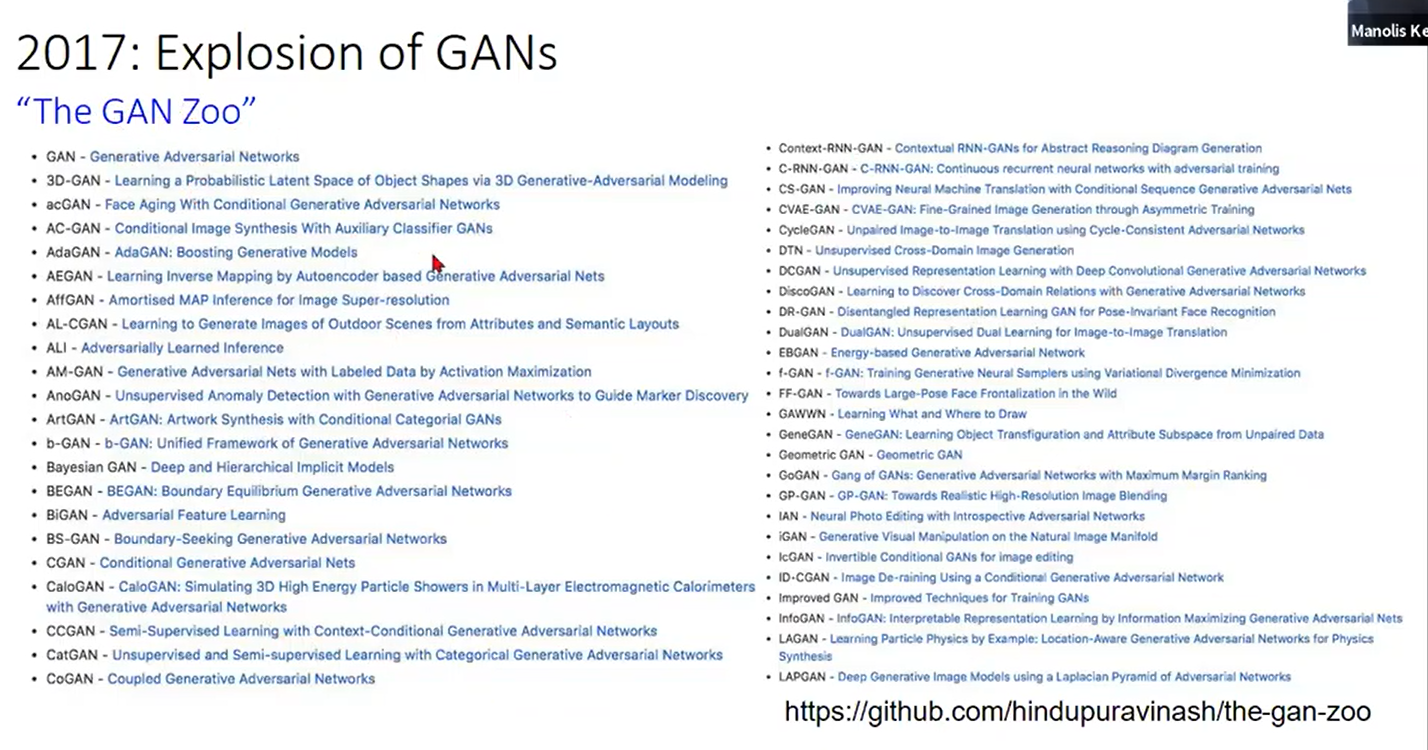 2017: Explosion of GANs
"The GAN Zoo"
• GAN - Generative Adversarial Networks
• 3D-GAN - Learning a Probabilistic Latent Space of Object Shapes via 3D Generative-Adversarial Modeling
• acGAN - Face Aging With Conditional Generative Adversarial Networks
• AC-GAN - Conditional Image Synthesis With Auxiliary Classifier GANs
• AdaGAN - AdaGAN: Boosting Generative Models
• AEGAN - Learning Inverse Mapping by Autoencoder based Generative Adversarial Nets
• AffGAN - Amortised MAP Inference for Image Super-resolution
• AL-CGAN - Learning to Generate Images of Outdoor Scenes from Attributes and Semantic Layouts
• ALI - Adversarially Learned Inference
• AM-GAN - Generative Adversarial Nets with Labeled Data by Activation Maximization
• AnoGAN - Unsupervised Anomaly Detection with Generative Adversarial Networks to Guide Marker Discovery
• ArtGAN - ArtGAN: Artwork Synthesis with Conditional Categorial GANs
• b-GAN - b-GAN: Unified Framework of Generative Adversarial Networks
• Bayesian GAN - Deep and Hierarchical Implicit Models
• BEGAN - BEGAN: Boundary Equilibrium Generative Adversarial Networks
• BiGAN - Adversarial Feature Learning
• BS-GAN - Boundary-Seeking Generative Adversarial Networks
• CGAN - Conditional Generative Adversarial Nets
• CaloGAN - CaloGAN: Simulating 3D High Energy Particle Showers in Multi-Layer Electromagnetic Calorimeters
with Generative Adversarial Networks
• CCGAN - Semi-Supervised Learning with Context-Conditional Generative Adversarial Networks
• CatGAN - Unsupervised and Semi-supervised Learning with Categorical Generative Adversarial Networks
• CoGAN - Coupled Generative Adversarial Networks
• Context-RNN-GAN - Contextual RNN-GANs for Abstract Reasoning Diagram Generation
• C-RNN-GAN - C-RNN-GAN: Continuous recurrent neural networks with adversarial training
• CS-GAN - Improving Neural Machine Translation with Conditional Sequence Generative Adversarial Nets
• CVAE-GAN - CVAE-GAN: Fine-Grained Image Generation through Asymmetric Training
• CycleGAN - Unpaired Image-to-Image Translation using Cycle-Consistent Adversarial Networks
• DTN - Unsupervised Cross-Domain Image Generation
• DCGAN - Unsupervised Representation Learning with Deep Convolutional Generative Adversarial Networks
• DiscoGAN - Learning to Discover Cross-Domain Relations with Generative Adversarial Networks
• DR-GAN - Disentangled Representation Learning GAN for Pose-Invariant Face Recognition
• DualGAN - DualGAN: Unsupervised Dual Learning for Image-to-Image Translation
• EBGAN - Energy-based Generative Adversarial Network
• f-GAN - f-GAN: Training Generative Neural Samplers using Variational Divergence Minimization
• FF-GAN - Towards Large-Pose Face Frontalization in the Wild
• GAWWN - Learning What and Where to Draw
• GeneGAN - GeneGAN: Learning Object Transfiguration and Attribute Subspace from Unpaired Data
• Geometric GAN - Geometric GAN
• GoGAN - Gang of GANs: Generative Adversarial Networks with Maximum Margin Ranking
• GP-GAN - GP-GAN: Towards Realistic High-Resolution Image Blending
• IAN - Neural Photo Editing with Introspective Adversarial Networks
• iGAN - Generative Visual Manipulation on the Natural Image Manifold
• IcGAN - Invertible Conditional GANs for image editing
• ID-CGAN - Image De-raining Using a Conditional Generative Adversarial Network
• Improved GAN - Improved Techniques for Training GANs
• InfoGAN - InfoGAN: Interpretable Representation Learning by Information Maximizing Generative Adversarial Nets
• LAGAN - Learning Particle Physics by Example: Location-Aware Generative Adversarial Networks for Physics
Synthesis
• LAPGAN - Deep Generative Image Models using a Laplacian Pyramid of Adversarial Networks
https://github.com/hindupuravinash/the-gan-zoo
Manolis Ke